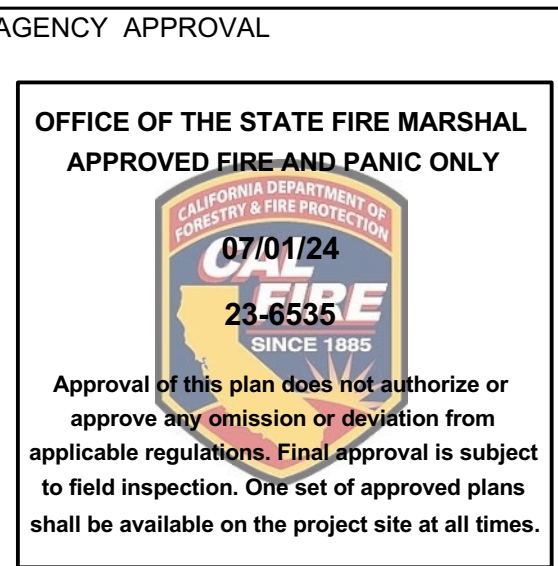 AGENCY APPROVAL
OFFICE OF THE STATE FIRE MARSHAL
APPROVED FIRE AND PANIC ONLY
CALIFORNIA DEPARTMENT OF
FORESTRY & FIRE PROTECTION
07/01/24
CAL
FIRE
23-6535
SINCE 1885
Approval of this plan does not authorize or
approve any omission or deviation from
applicable regulations. Final approval is subject
to field inspection. One set of approved plans
shall be available on the project site at all times.